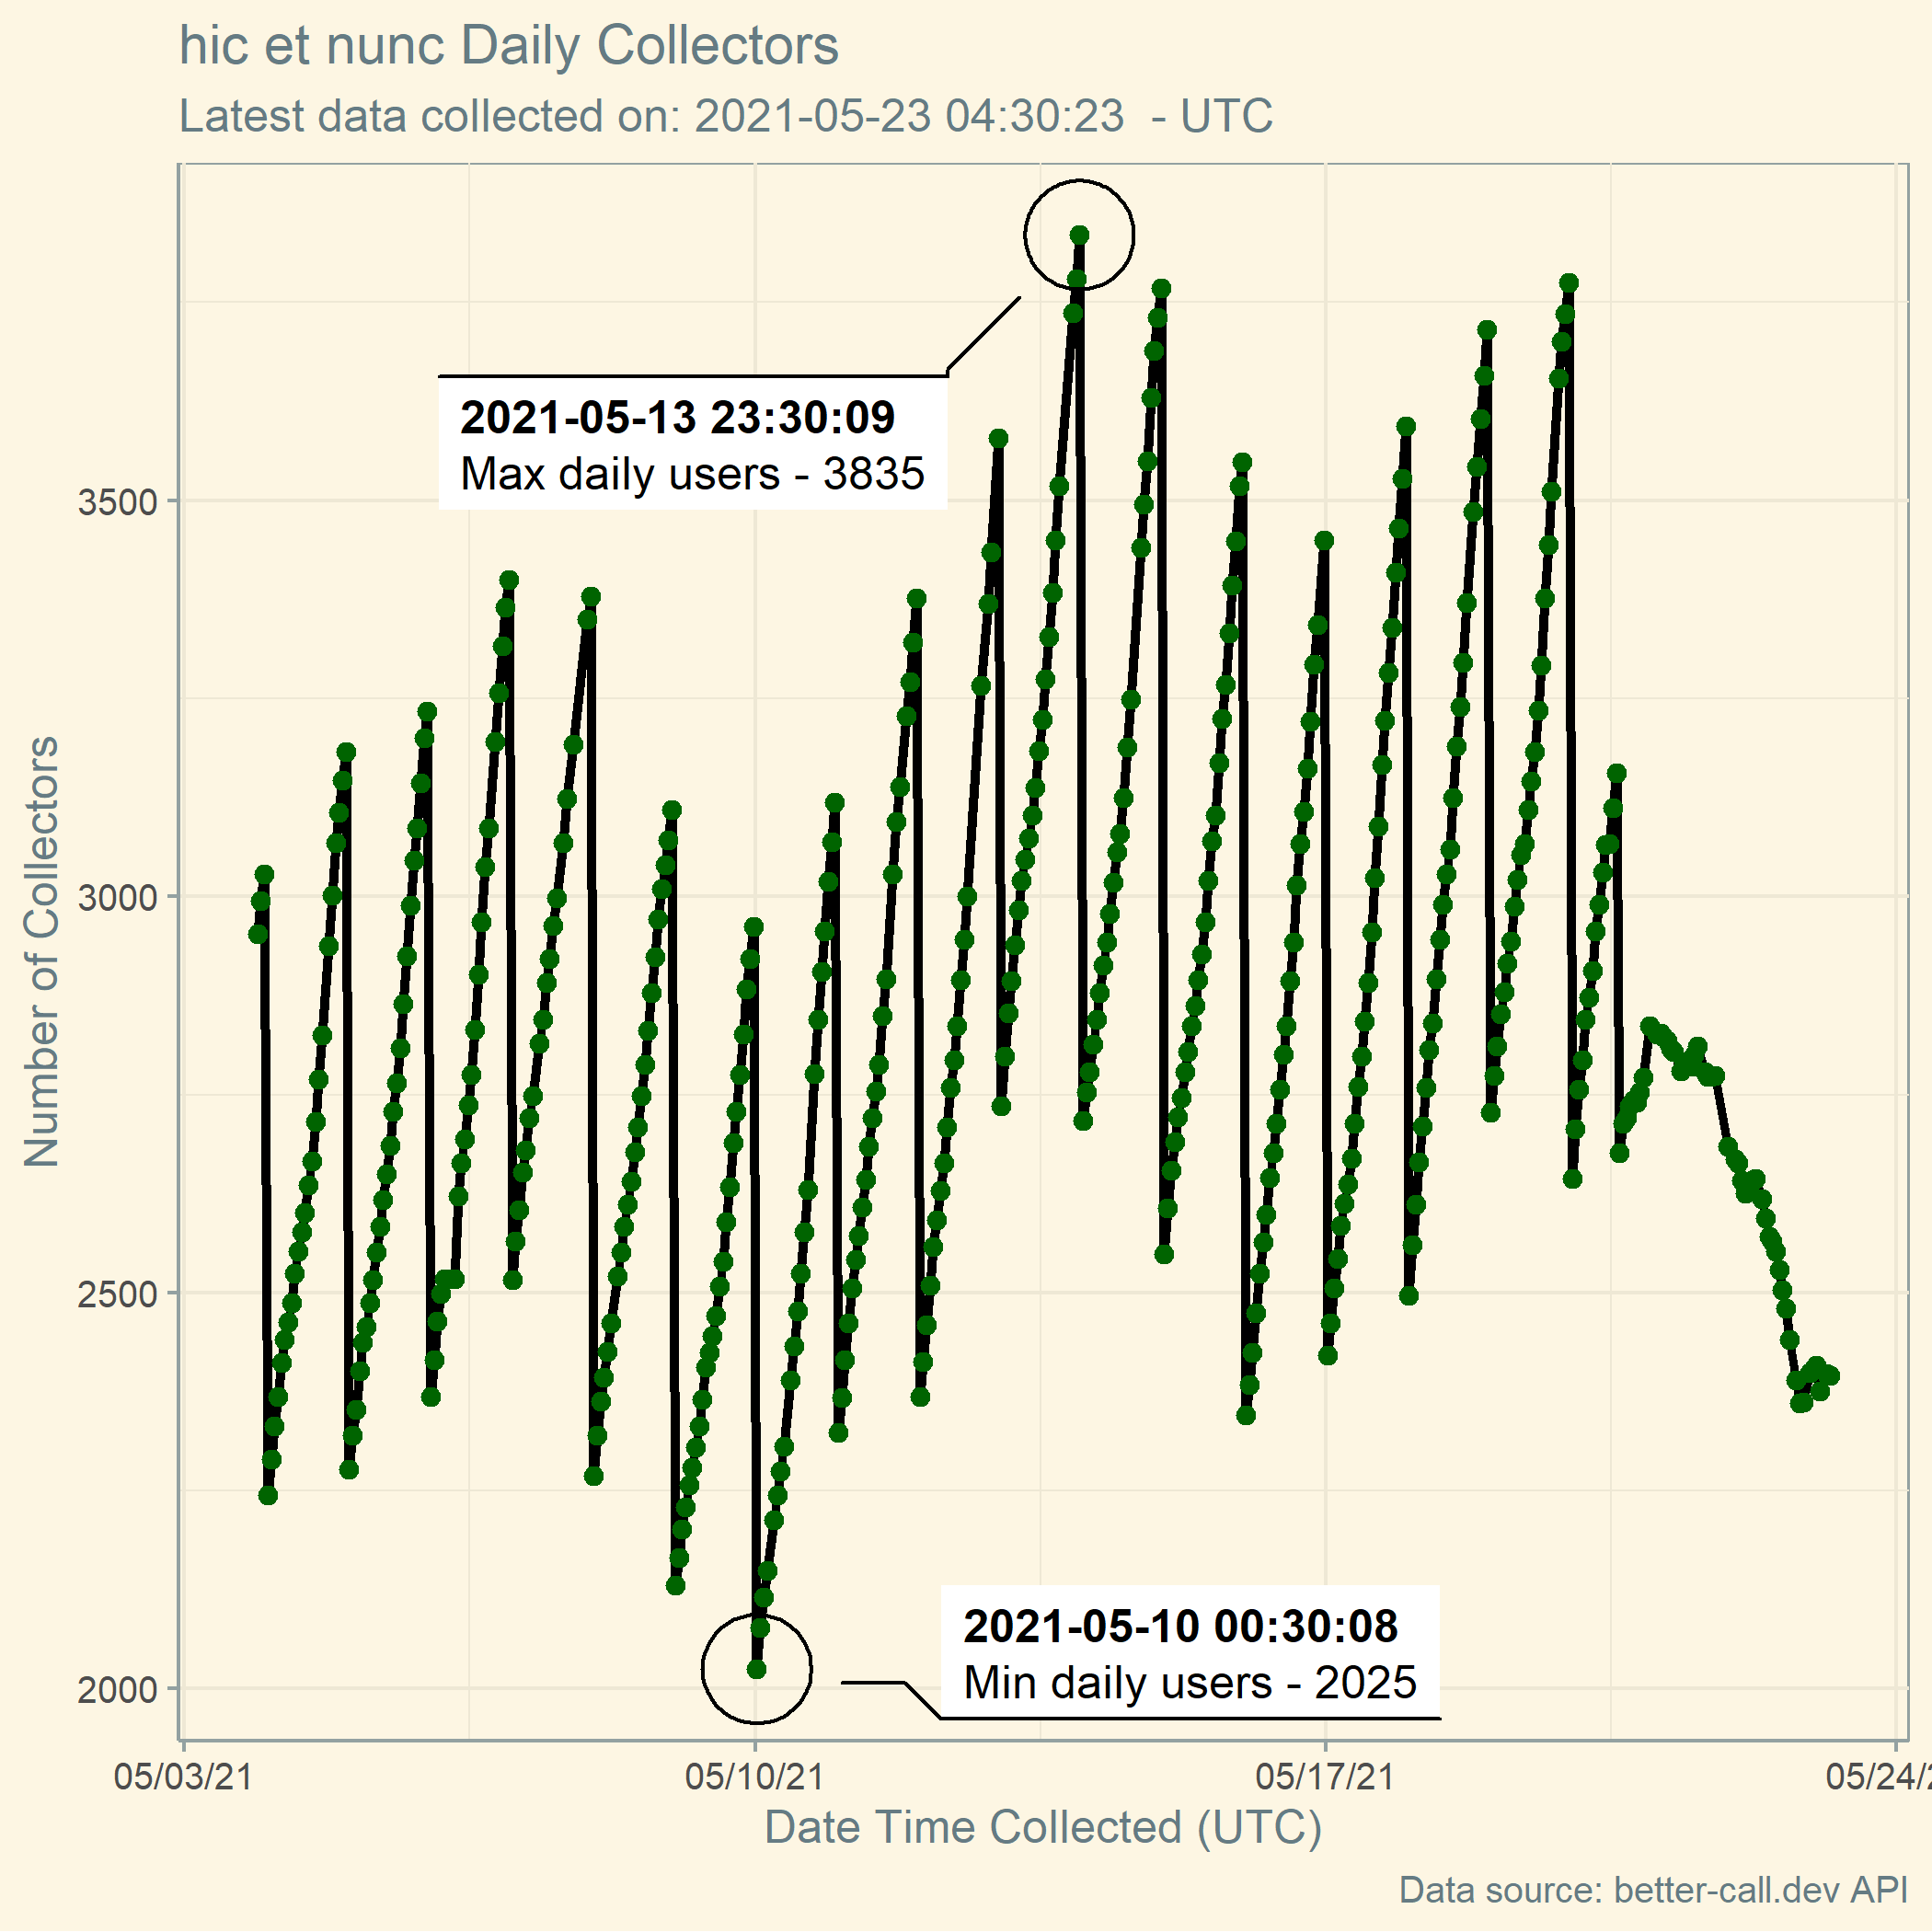 hic et nunc Daily Collectors
Latest data collected on: 2021-05-23 04:30:23  - UTC
2021-05-13 23:30:09
Max daily users - 3835
3500
3000
2500
2000
Number of Collectors
2021-05-10 00:30:08
Min daily users - 2025
05/03/21
05/10/21
05/17/21
05/24/2
Date Time Collected (UTC)
Data source: better-call.dev API